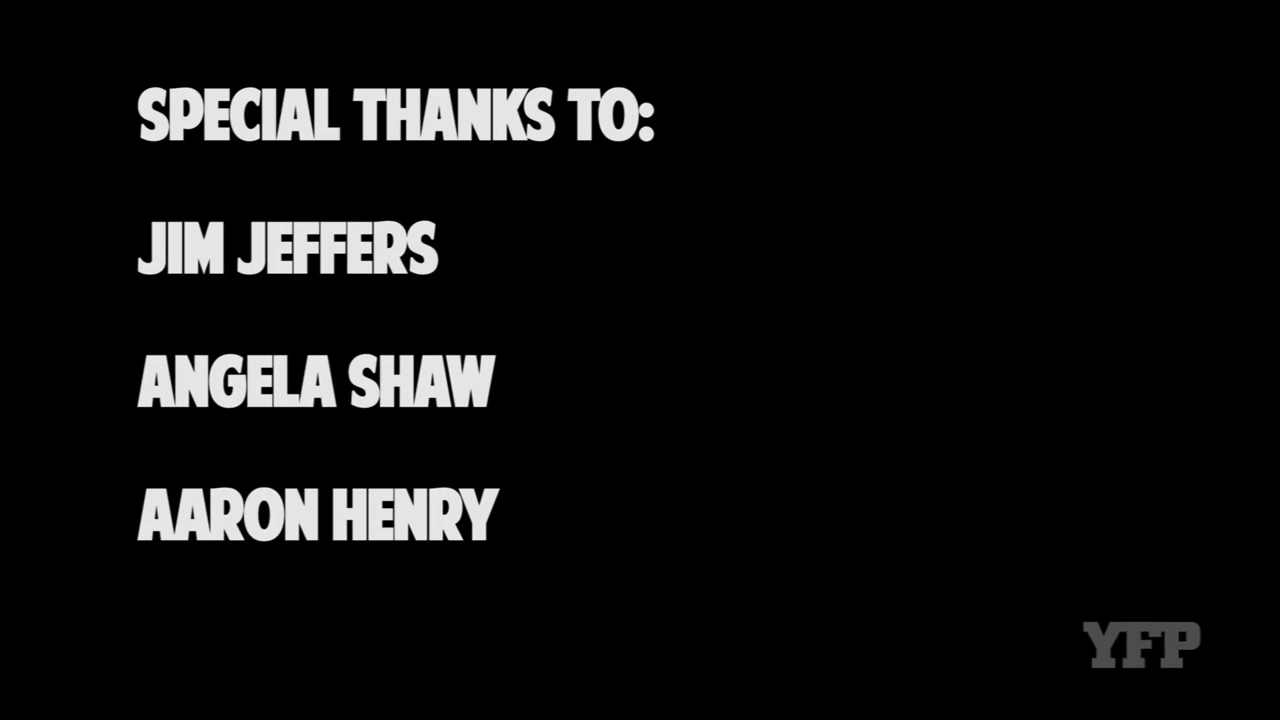 SPECIAL THANKS TO:
JIM JEFFERS
ANGELA SHAW
AARON HENRY
YFP